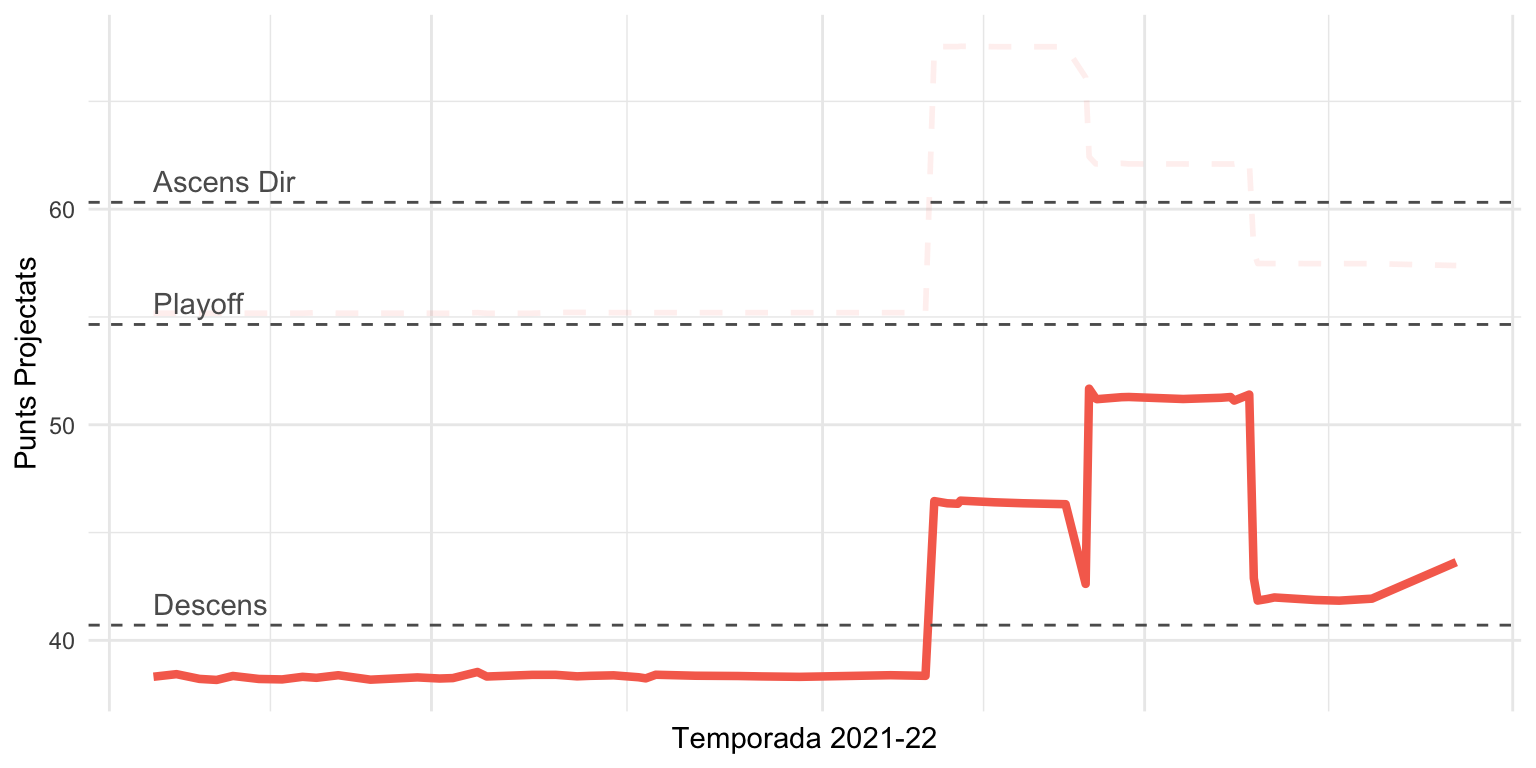 Ascens Dir
60
Playoff
Punts Projectats
50
Descens
40
Temporada 2021-22